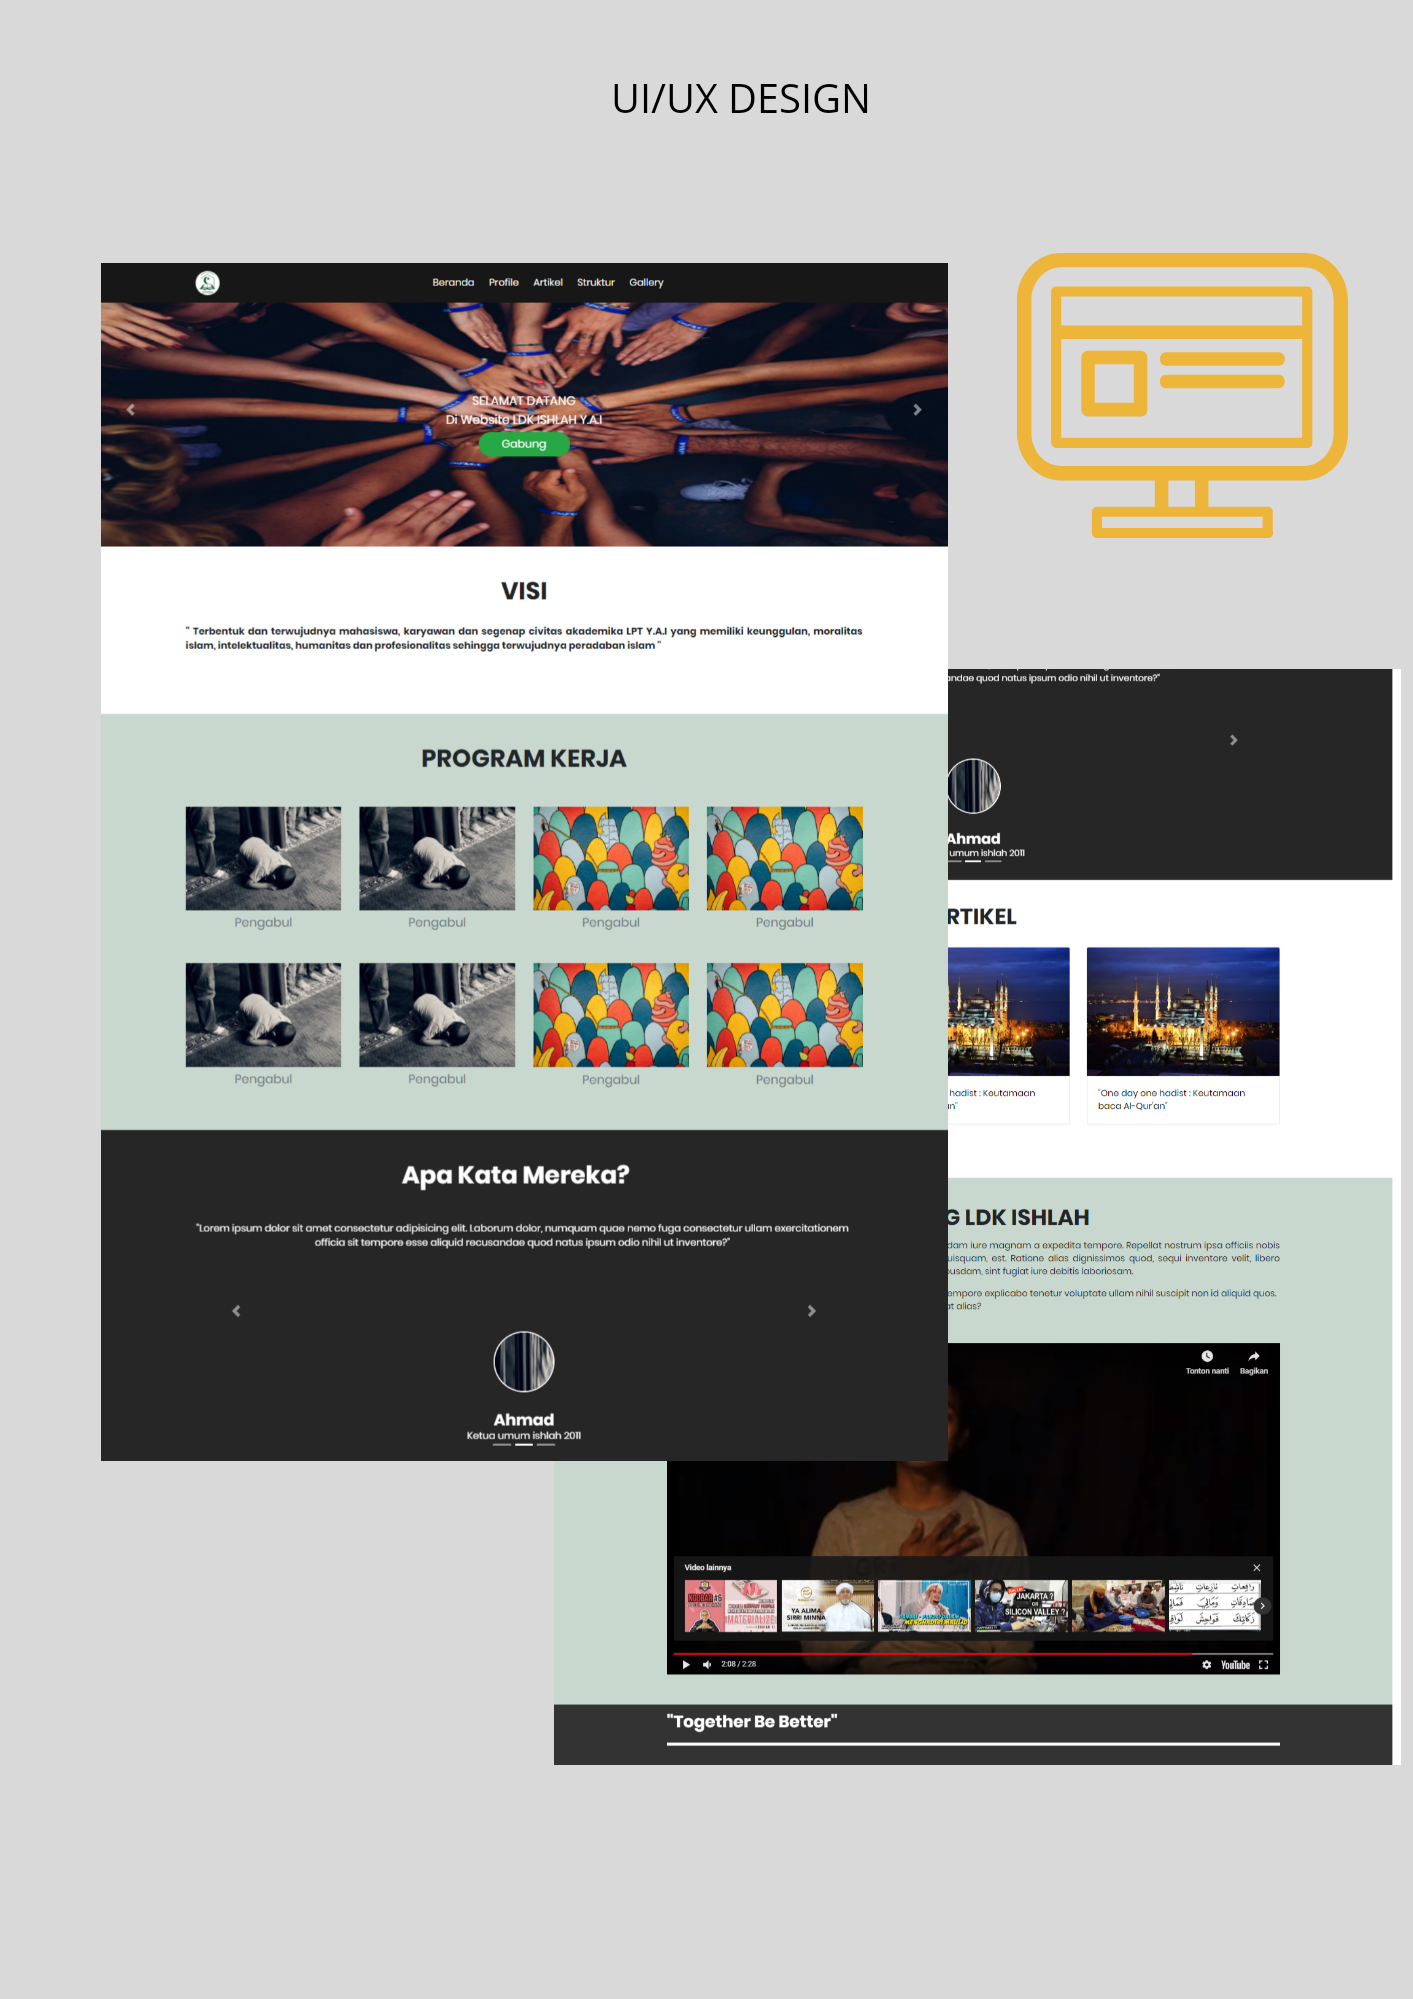 UI/UX DESIGN
Beranda Profile Artikel Struktur Gallery
SELAMAT DATANG
Di Website LDK ISHLAH Y.A.I
Gabung
VISI
" Terbentuk dan terwujudnya mahasiswa, karyawan dan segenap civitas akademika LPT Y.A.I yang memiliki keunggulan, moralitas
islam, intelektualitas, humanitas dan profesionalitas sehingga terwujudnya peradaban islam "
PROGRAM KERJA
Pengabul Pengabul Pengabul Pengabul
Pengabul Pengabul Pengabul Pengabul
Apa Kata Mereka?
"Lorem ipsum dolor sit amet consectetur adipisicing elit. Laborum dolor, numquam quae nemo fuga consectetur ullam exercitationem
officia sit tempore esse aliquid recusandae quod natus ipsum odio nihil ut inventore?"
Ahmad
Ketua umum ishlah 2011
andae quod natus ipsum odio nihil ut inventore?"
Ahmad
umum ishlah 2011
RTIKEL
hadist : Keutamaan
an"
"One day one hadist : Keutamaan
baca Al-Qur'an"
G LDK ISHLAH
dam iure magnam a expedita tempore. Repellat nostrum ipsa officiis nobis
uisquam, est. Ratione alias dignissimos quod, sequi inventore velit, libero
usdam, sint fugiat iure debitis laboriosam.
empore explicabo tenetur voluptate ullam nihil suscipit non id aliquid quos.
at alias?
Tonton nanti Bagikan
Video lainnya
NGOBAR #6
MATERIALIZE
YA ALIMA
SIRRI MINNA
MENGHADIRI MAULID
JAKARTA ?
OR
SILICON VALLEY ?
2:08 / 2:28
YouTube
"Together Be Better"